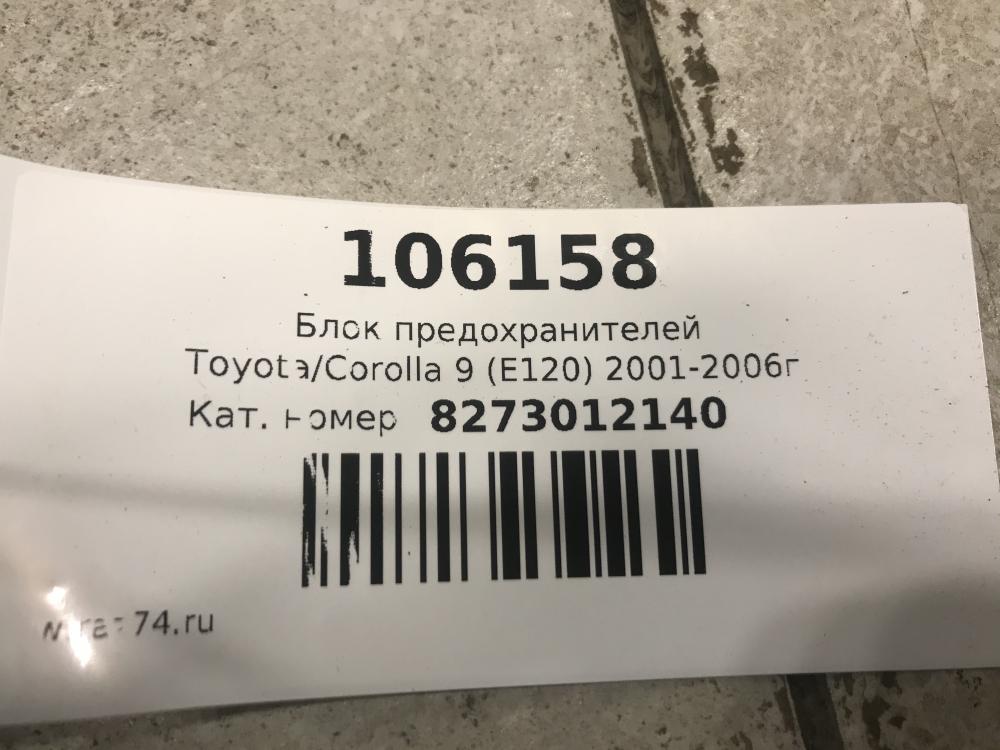 106158
Блок предохранителей
Toyota/Corolla 9 (E120) 2001-2006г
Кат. номер 8273012140